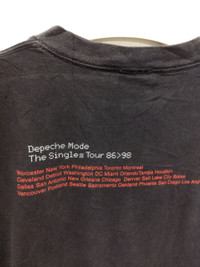 Depeche Mode
The Singles Tour 86>98
Worcester New York Philadelphia Toronto Montreal
Cleveland Detroit Washington DC Miami Orlando Tampa Houston
Dallas San Antonio New Orleans Chicago Denver Salt Lake City Boise
Vancouver Portland Seattle Sacramento Oakland Phoenix San Diego Los